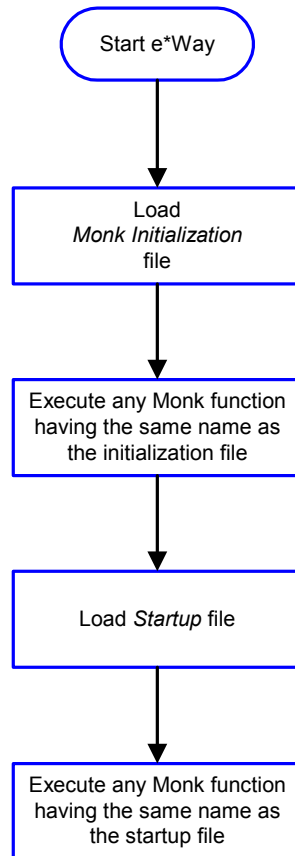 Start e*Way
Load
Monk Initialization
file
Execute any Monk function
having the same name as
the initialization file
Load Startup file
Execute any Monk function
having the same name as
the startup file